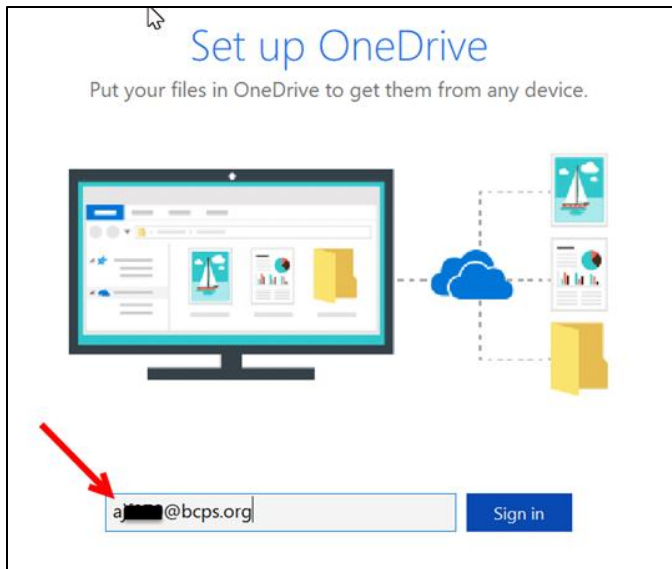 Set up OneDrive
Put your files in OneDrive to get them from any device.
@bcps.org
Sign in